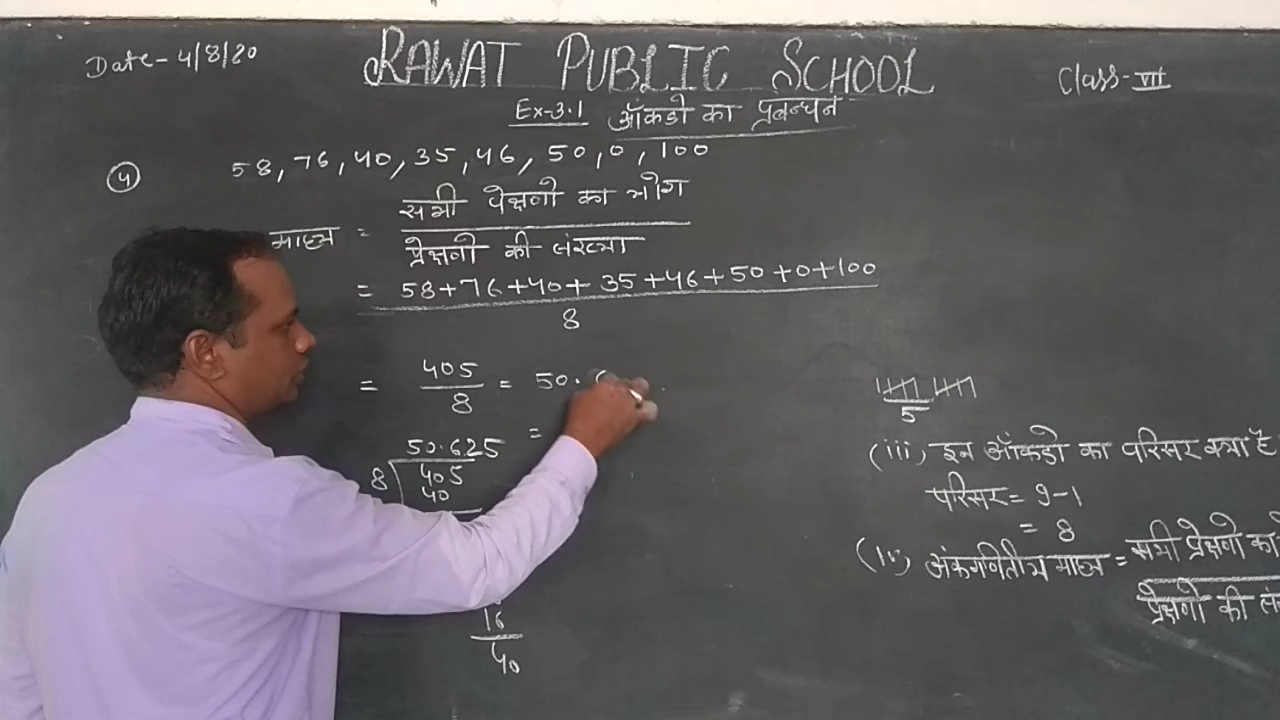 Date- 4/8/20
RAWAT PUBLIC SCHOOL
Class- VII
Ex-3.1 आँकडो का प्रबन्धन
4
58, 76, 40, 35, 46, 50, 0, 100
माध्य = सभी प्रेक्षणो का योग
प्रेक्षणो की संख्या
= 58+76+40+35+46+50+0+100
8
= 405
8
= 50.
=
50.625
8 405
40
16
40
5
(iii) इन आँकडो का परिसर क्या है
परिसर = 9-1
= 8
(iv) अंकगणितीय माध्य = सभी प्रेक्षणो का
प्रेक्षणो की